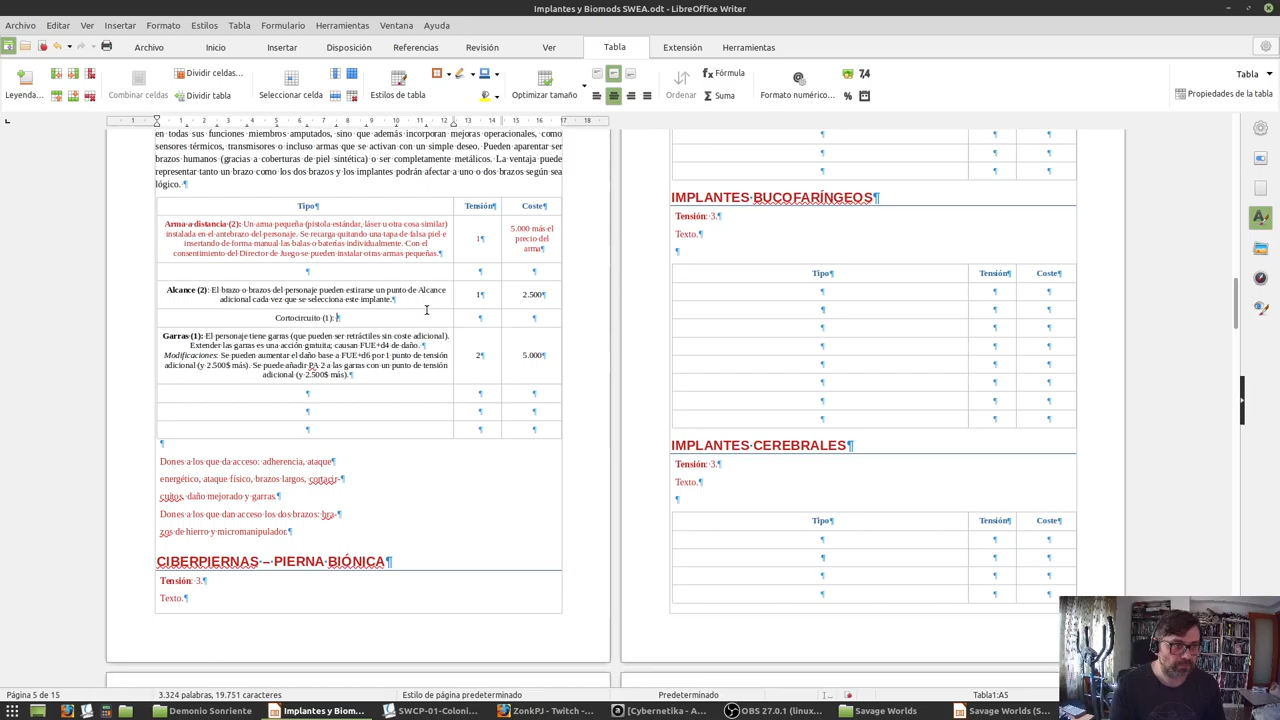 Implantes y Biomods SWEA.odt - LibreOffice Writer
Archivo Editar Ver Insertar Formato Estilos Tabla Formulario Herramientas Ventana Ayuda
Archivo Inicio Insertar Disposición Referencias Revisión Ver Tabla Extensión Herramientas
Leyenda... Combinar celdas Dividir celdas... Dividir tabla Seleccionar celda Estilos de tabla Optimizar tamaño Ordenar Fórmula Suma Formato numérico... Tabla Propiedades de la tabla
en todas sus funciones miembros amputados, sino que además incorporan mejoras operacionales, como
sensores térmicos, transmisores o incluso armas que se activan con un simple deseo. Pueden aparentar ser
brazos humanos (gracias a coberturas de piel sintética) o ser completamente metálicos. La ventaja puede
representar tanto un brazo como los dos brazos y los implantes podrán afectar a uno o dos brazos según sea
lógico.¶
Tipo¶ Tensión¶ Coste¶
Arma a distancia (2): Un arma pequeña (pistola estándar, láser u otra cosa similar)
instalada en el antebrazo del personaje. Se recarga quitando una tapa de falsa piel e
insertando de forma manual las balas o baterías individualmente. Con el
consentimiento del Director de Juego se pueden instalar otras armas pequeñas.¶
1¶
5.000 más el
precio del
arma¶
Alcance (2): El brazo o brazos del personaje pueden estirarse un punto de Alcance
adicional cada vez que se selecciona este implante.¶
1¶ 2.500¶
Cortocircuito (1): ¶
Garras (1): El personaje tiene garras (que pueden ser retráctiles sin coste adicional).
Extender las garras es una acción gratuita; causan FUE+d4 de daño. ¶
Modificaciones: Se pueden aumentar el daño base a FUE+d6 por 1 punto de tensión
adicional (y 2.500$ más). Se puede añadir PA 2 a las garras con un punto de tensión
adicional (y 2.500$ más).¶
2¶ 5.000¶
Dones a los que da acceso: adherencia, ataque¶
energético, ataque físico, brazos largos, cortacir-¶
cuitos, daño mejorado y garras.¶
Dones a los que dan acceso los dos brazos: bra-¶
zos de hierro y micromanipulador.¶
CIBERPIERNAS – PIERNA BIÓNICA¶
Tensión: 3.¶
Texto.¶
IMPLANTES BUCOFARÍNGEOS¶
Tensión: 3.¶
Texto.¶
Tipo¶ Tensión¶ Coste¶
IMPLANTES CEREBRALES¶
Tensión: 3.¶
Texto.¶
Tipo¶ Tensión¶ Coste¶
Página 5 de 15 3.324 palabras, 19.751 caracteres Estilo de página predeterminado Predeterminado Tabla1:A5
Demonio Sonriente Implantes y Biom... SWCP-01-Coloni... ZonkPJ - Twitch -... [Cybernetika - A... OBS 27.0.1 (linux... Savage Worlds Savage Worlds (S...